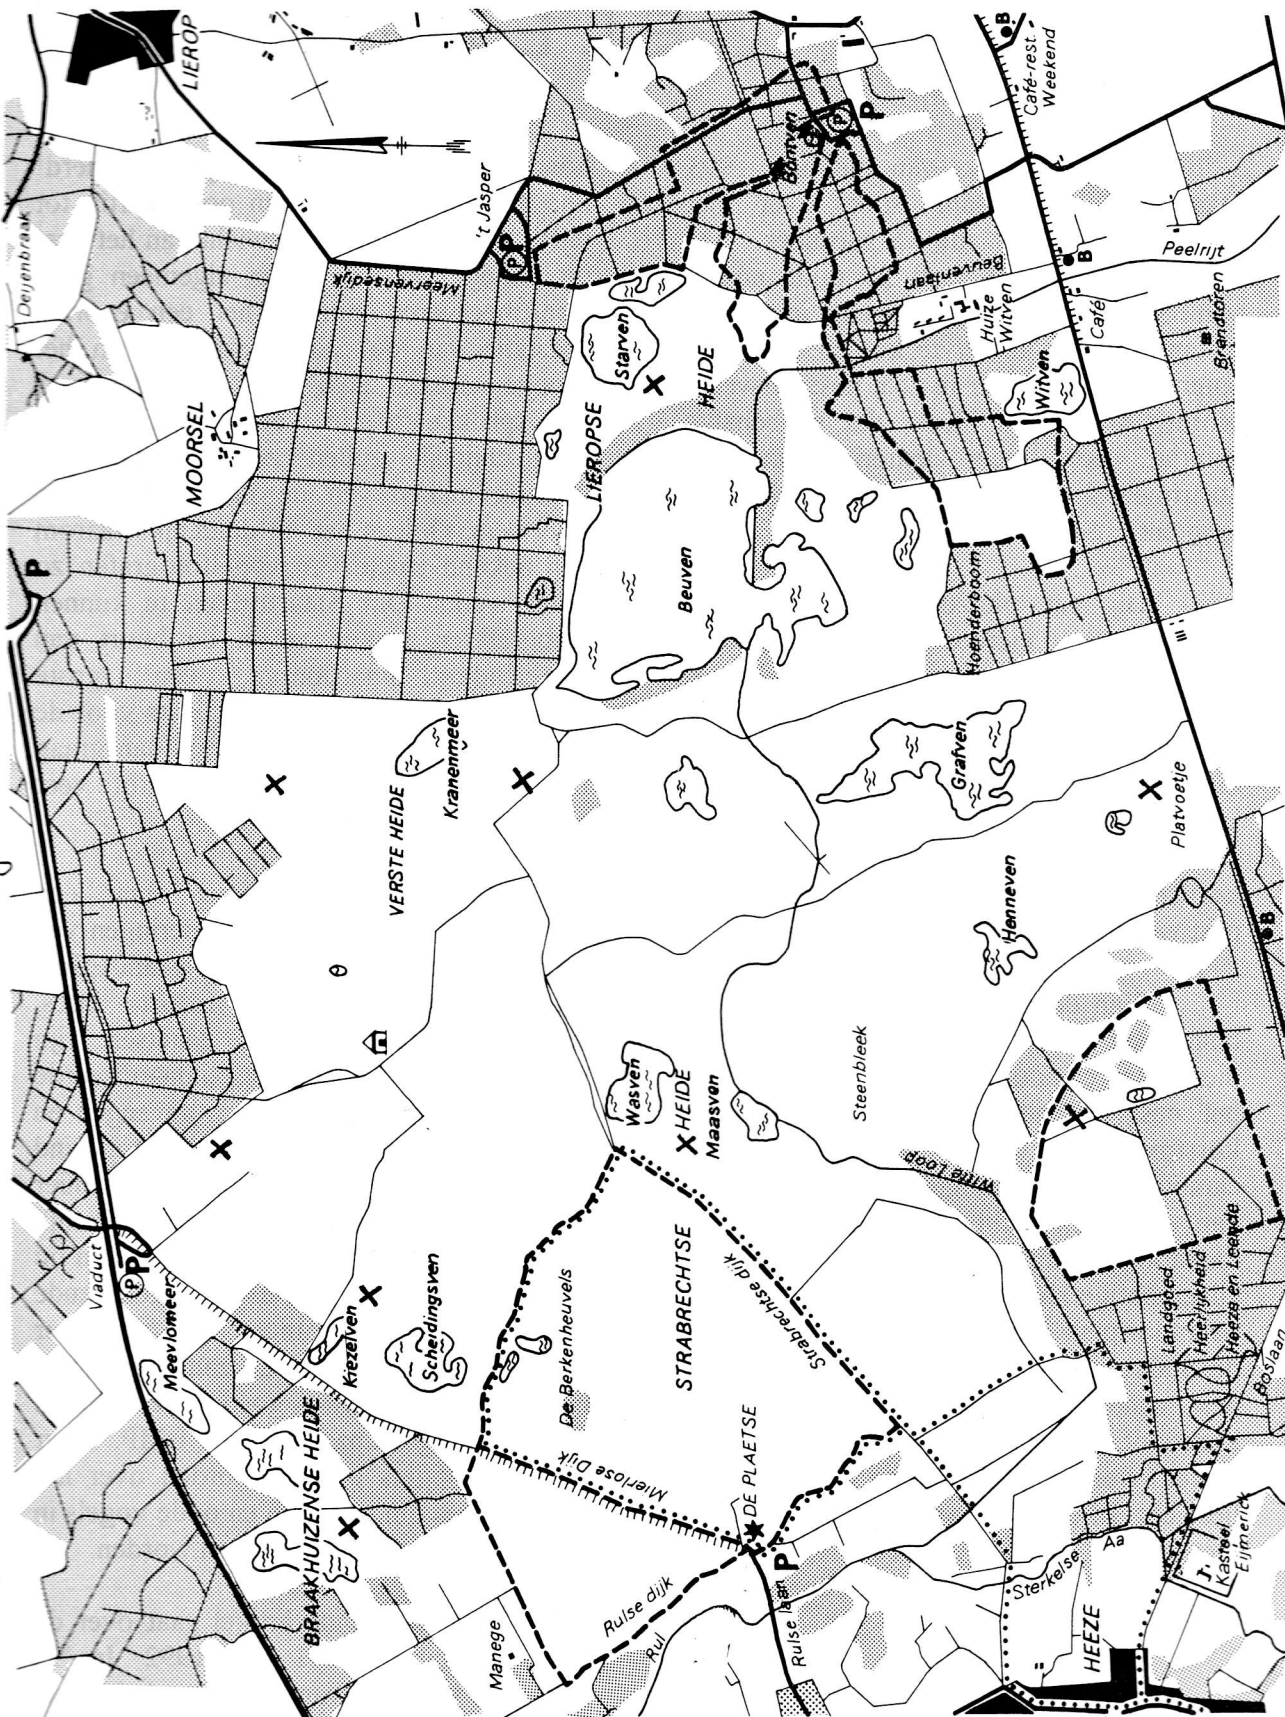 LIEROP
Deijenbraak
't Jasper
Meervensedijk
P
P
MOORSEL
P
Starven
LIEROPSE
HEIDE
Bomven
P
P
P
Café-rest.
Weekend
B
Peelrijt
B
Beuvenlaan
Huize
Witven
Café
Brandtoren
Witven
Beuven
Hoenderboom
Kranenmeer
VERSTE HEIDE
Grafven
Platvoetje
Henneven
B
Wasven
HEIDE
Maasven
Steenbleek
Witte Loop
Viaduct
P
P
Meevlomeer
Kiezelven
Scheidingsven
BRAAKHUIZENSE HEIDE
De Berkenheuvels
STRABRECHTSE
Strabrechtse dijk
Mierlose Dijk
DE PLAETSE
P
Landgoed
Heerlijkheid
Heeze en Leende
Boslaan
Manege
Rulse dijk
Rul
Rulse laan
Sterkelse
Aa
Kasteel
Eijmerick
HEEZE